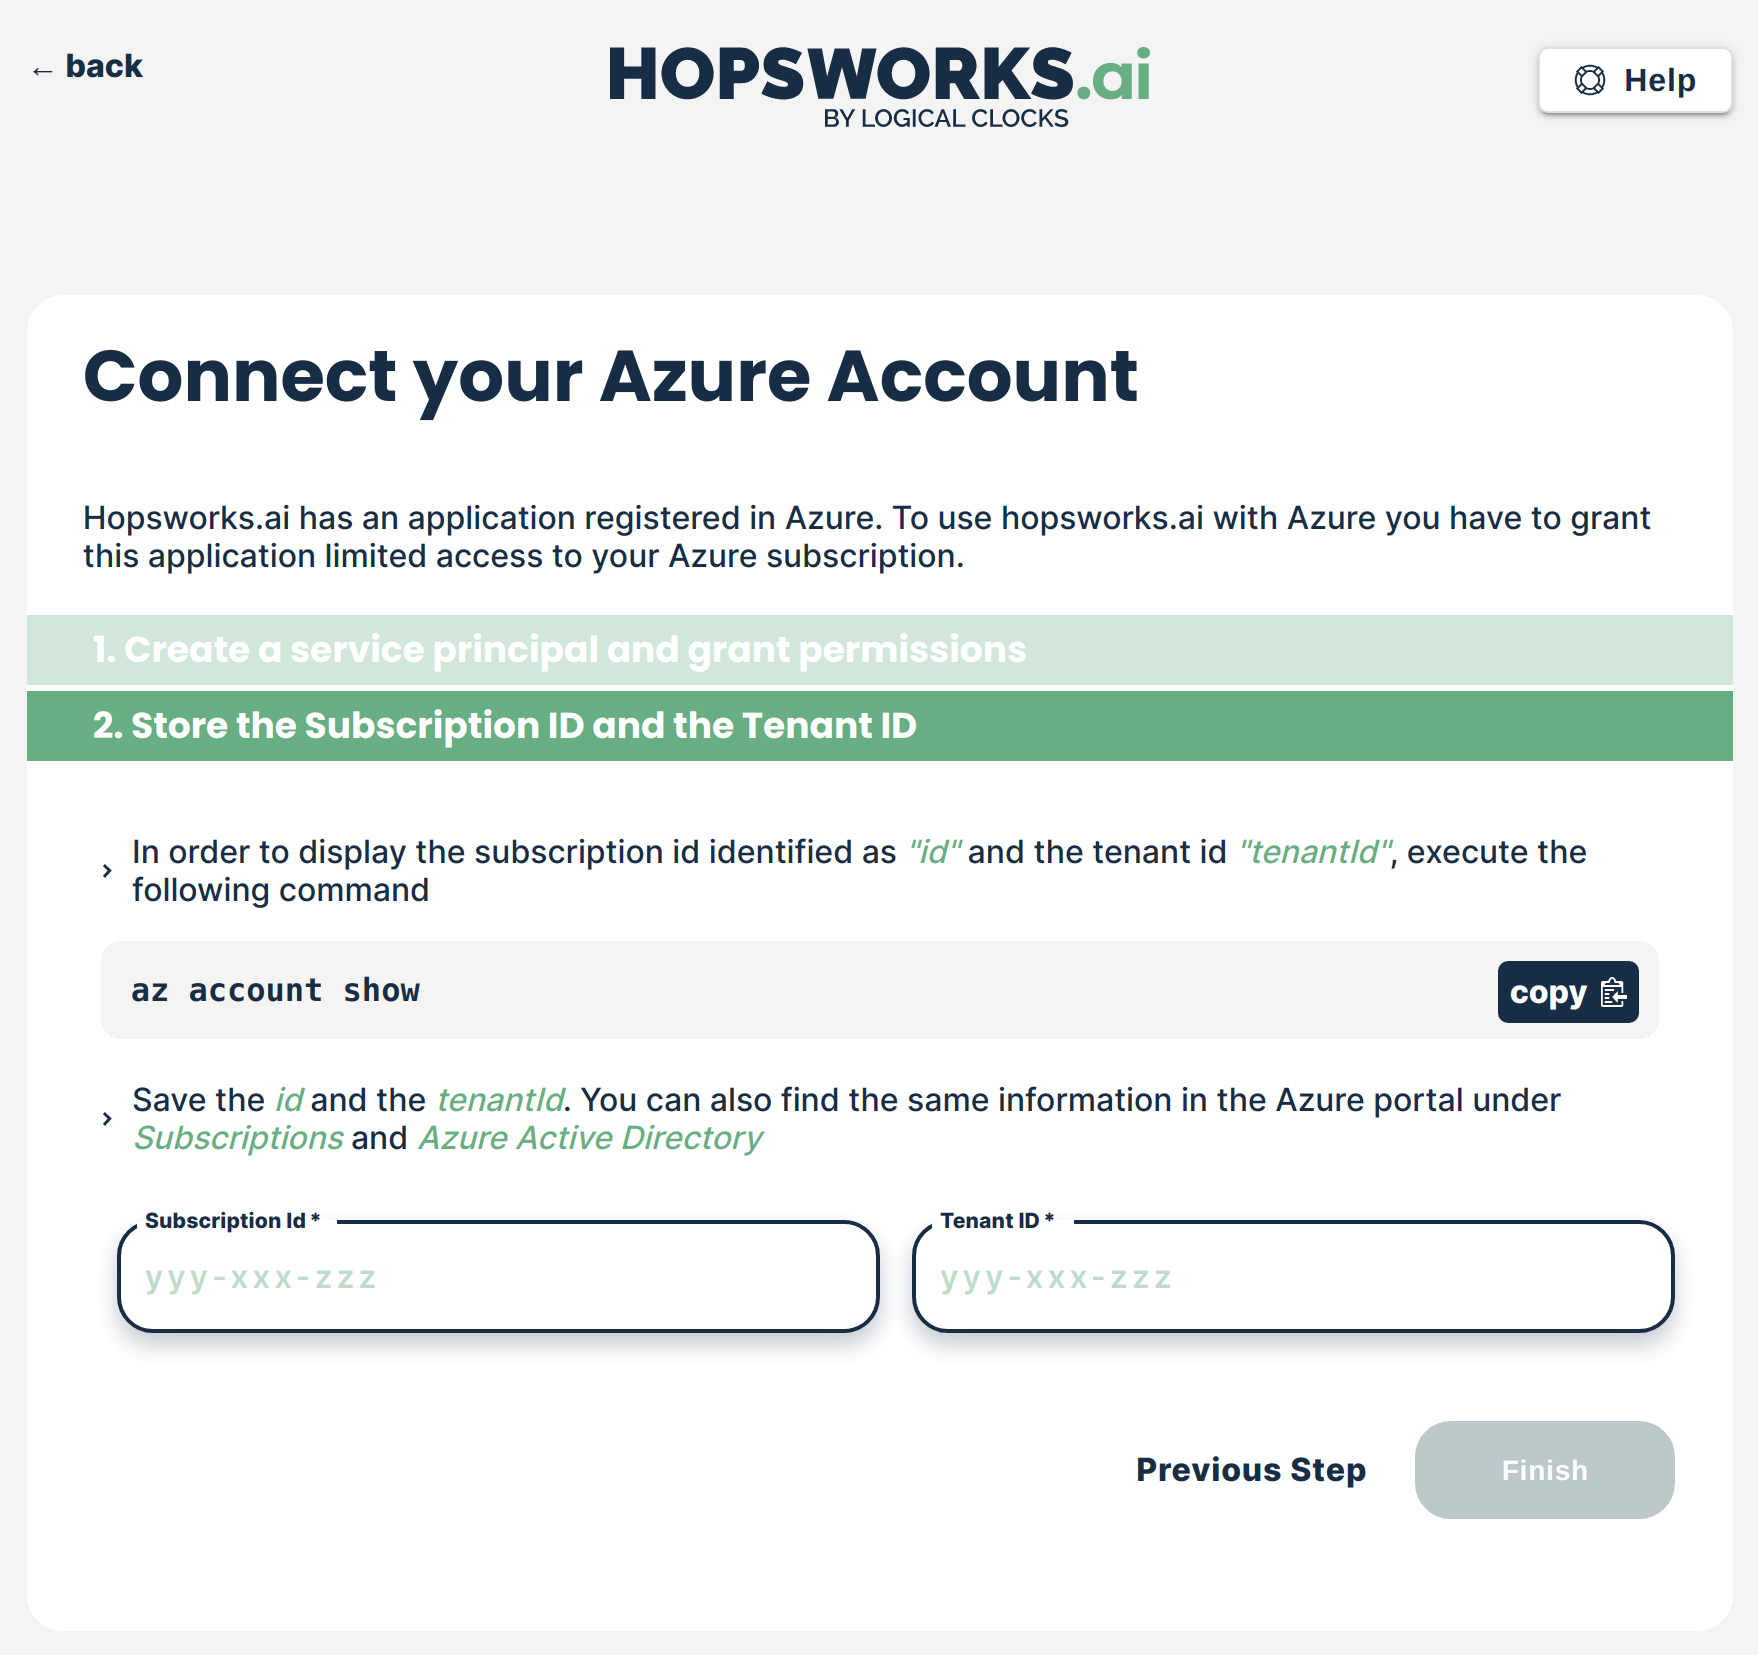 ← back
HOPSWORKS.ai
BY LOGICAL CLOCKS
Help
Connect your Azure Account
Hopsworks.ai has an application registered in Azure. To use hopsworks.ai with Azure you have to grant
this application limited access to your Azure subscription.
1. Create a service principal and grant permissions
2. Store the Subscription ID and the Tenant ID
› In order to display the subscription id identified as "id" and the tenant id "tenantId", execute the
following command
az account show
copy
› Save the id and the tenantId. You can also find the same information in the Azure portal under
Subscriptions and Azure Active Directory
Subscription Id *
yyy-xxx-zzz
Tenant ID *
yyy-xxx-zzz
Previous Step
Finish